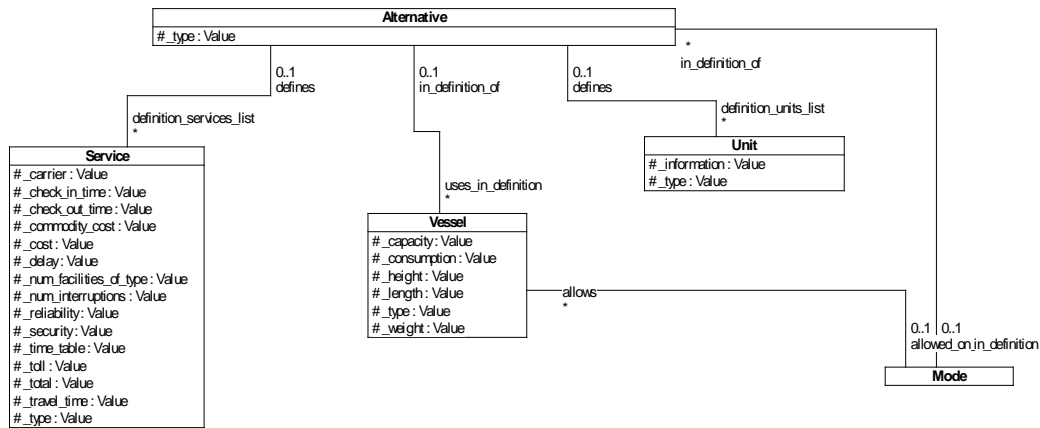 Alternative
# _type : Value
*
in_definition_of
0..1
defines
0..1
in_definition_of
0..1
defines
definition_services_list
*
definition_units_list
*
Service
# _carrier : Value
# _check_in_time : Value
# _check_out_time : Value
# _commodity_cost : Value
# _cost : Value
# _delay : Value
# _num_facilities_of_type : Value
# _num_interruptions : Value
# _reliability : Value
# _security : Value
# _time_table : Value
# _toll : Value
# _total : Value
# _travel_time : Value
# _type : Value
Unit
# _information : Value
# _type : Value
uses_in_definition
*
Vessel
# _capacity : Value
# _consumption : Value
# _height : Value
# _length : Value
# _type : Value
# _weight : Value
allows
*
0..1 0..1
allowed_on_in_definition
Mode